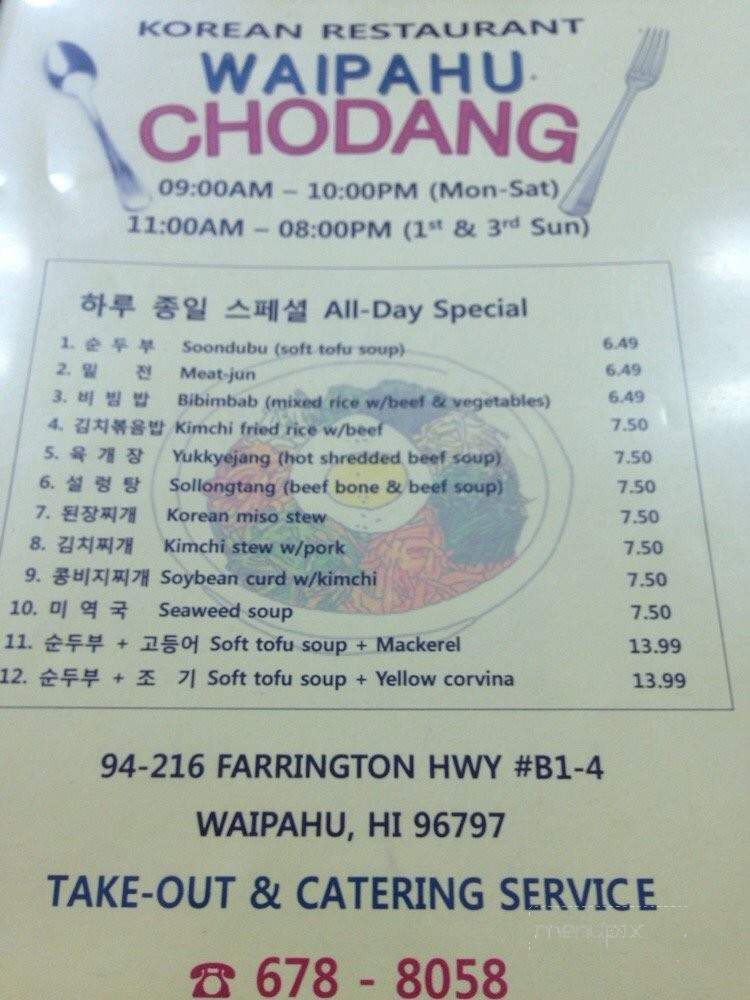 KOREAN RESTAURANT
WAIPAHU
CHODANG
09:00AM – 10:00PM (Mon-Sat)
11:00AM – 08:00PM (1st & 3rd Sun)
하루 종일 스페셜 All-Day Special
1. 순 두 부 Soondubu (soft tofu soup) 6.49
2. 밀 전 Meat-jun 6.49
3. 비 빔 밥 Bibimbab (mixed rice w/beef & vegetables) 6.49
4. 김치볶음밥 Kimchi fried rice w/beef 7.50
5. 육 개 장 Yukkyejang (hot shredded beef soup) 7.50
6. 설 렁 탕 Sollongtang (beef bone & beef soup) 7.50
7. 된장찌개 Korean miso stew 7.50
8. 김치찌개 Kimchi stew w/pork 7.50
9. 콩비지찌개 Soybean curd w/kimchi 7.50
10. 미 역 국 Seaweed soup 7.50
11. 순두부 + 고등어 Soft tofu soup + Mackerel 13.99
12. 순두부 + 조 기 Soft tofu soup + Yellow corvina 13.99
94-216 FARRINGTON HWY #B1-4
WAIPAHU, HI 96797
TAKE-OUT & CATERING SERVICE
menupix
☎ 678 - 8058